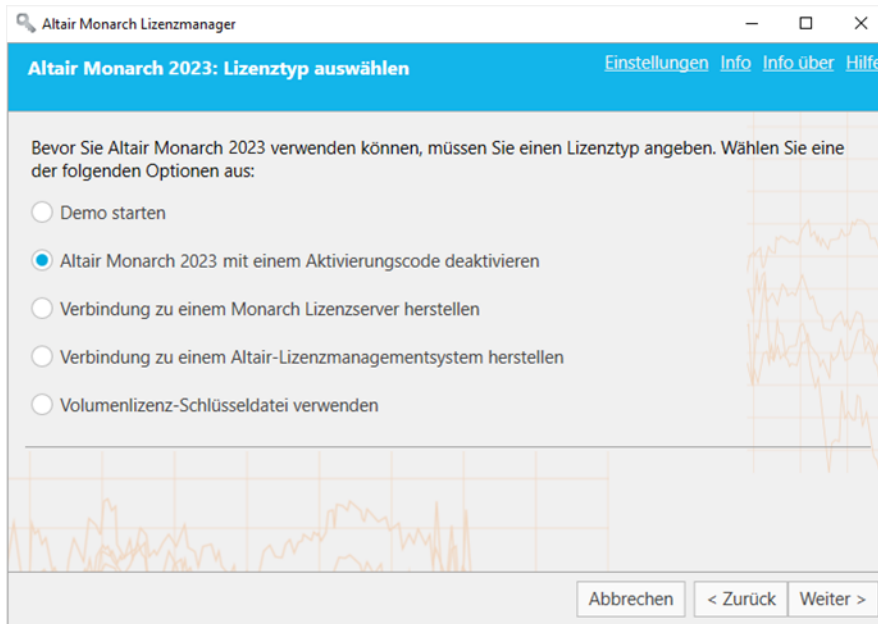 Altair Monarch Lizenzmanager
Altair Monarch 2023: Lizenztyp auswählen
Einstellungen Info Info über Hilfe
Bevor Sie Altair Monarch 2023 verwenden können, müssen Sie einen Lizenztyp angeben. Wählen Sie eine
der folgenden Optionen aus:
Demo starten
Altair Monarch 2023 mit einem Aktivierungscode deaktivieren
Verbindung zu einem Monarch Lizenzserver herstellen
Verbindung zu einem Altair-Lizenzmanagementsystem herstellen
Volumenlizenz-Schlüsseldatei verwenden
Abbrechen < Zurück Weiter >